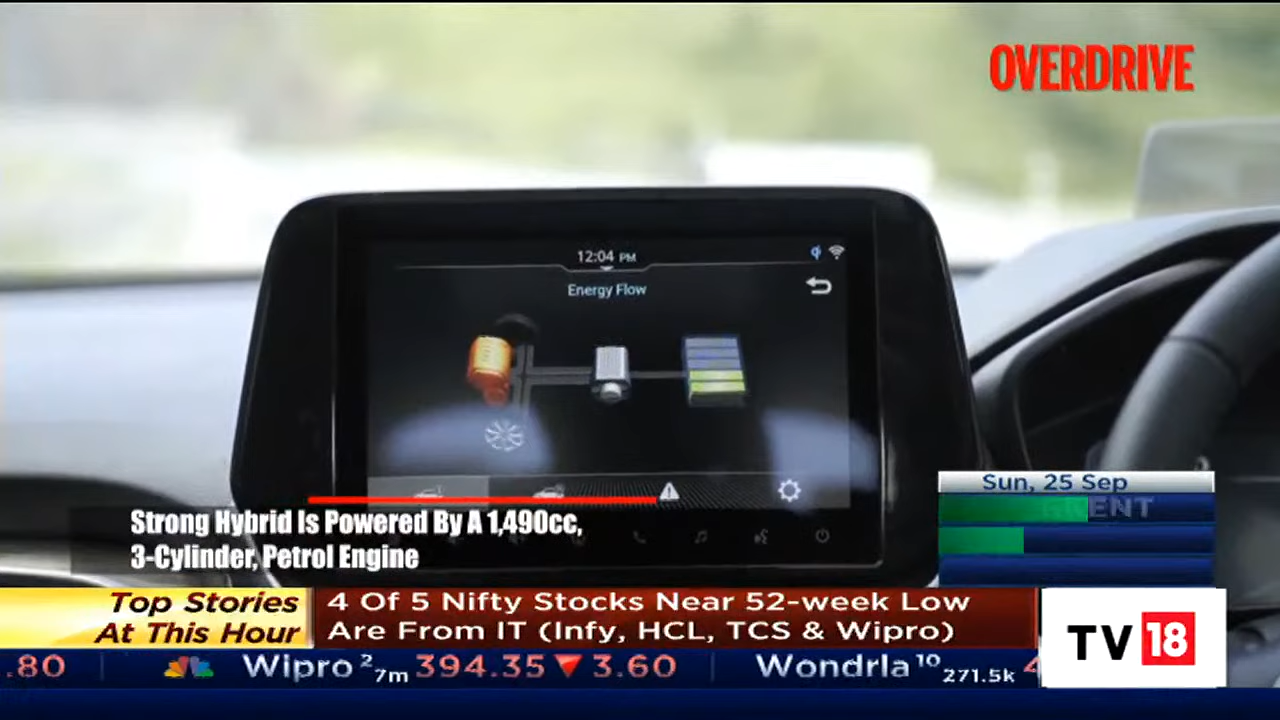 OVERDRIVE
12:04 PM
Energy Flow
Sun, 25 Sep
Strong Hybrid Is Powered By A 1,490cc,
3-Cylinder, Petrol Engine
Top Stories
At This Hour
4 Of 5 Nifty Stocks Near 52-week Low
Are From IT (Infy, HCL, TCS & Wipro)
TV18
.80 Wipro 2 7m 394.35 ▼ 3.60 Wondrla 10 271.5k 4